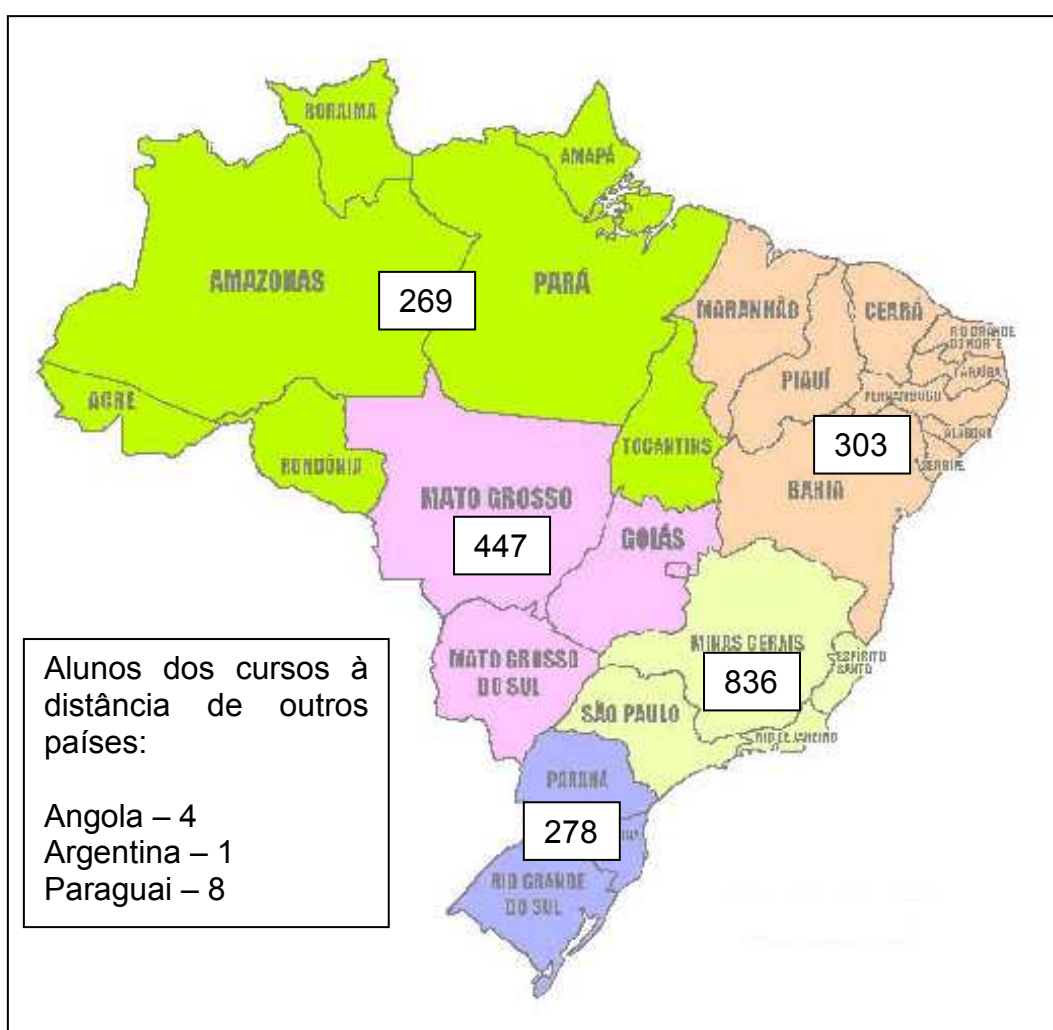 RORAIMA
AMAPÁ
AMAZONAS
269
PARÁ
MARANHÃO
CERRÁ
RIO GRANDE
DO NORTE
PARAÍBA
PIAUÍ
PERNAMBUCO
ACRE
ALAGOAS
303
SERGIPE
TOCANTINS
RONDÔNIA
BAHIA
MATO GROSSO
447
GOIÁS
MINAS GERAIS
ESPÍRITO
SANTO
836
MATO GROSSO
DO SUL
SÃO PAULO
RIO DE JANEIRO
Alunos dos cursos à
distância de outros
países:
Angola – 4
Argentina – 1
Paraguai – 8
PARANÁ
278
RIO GRANDE
DO SUL